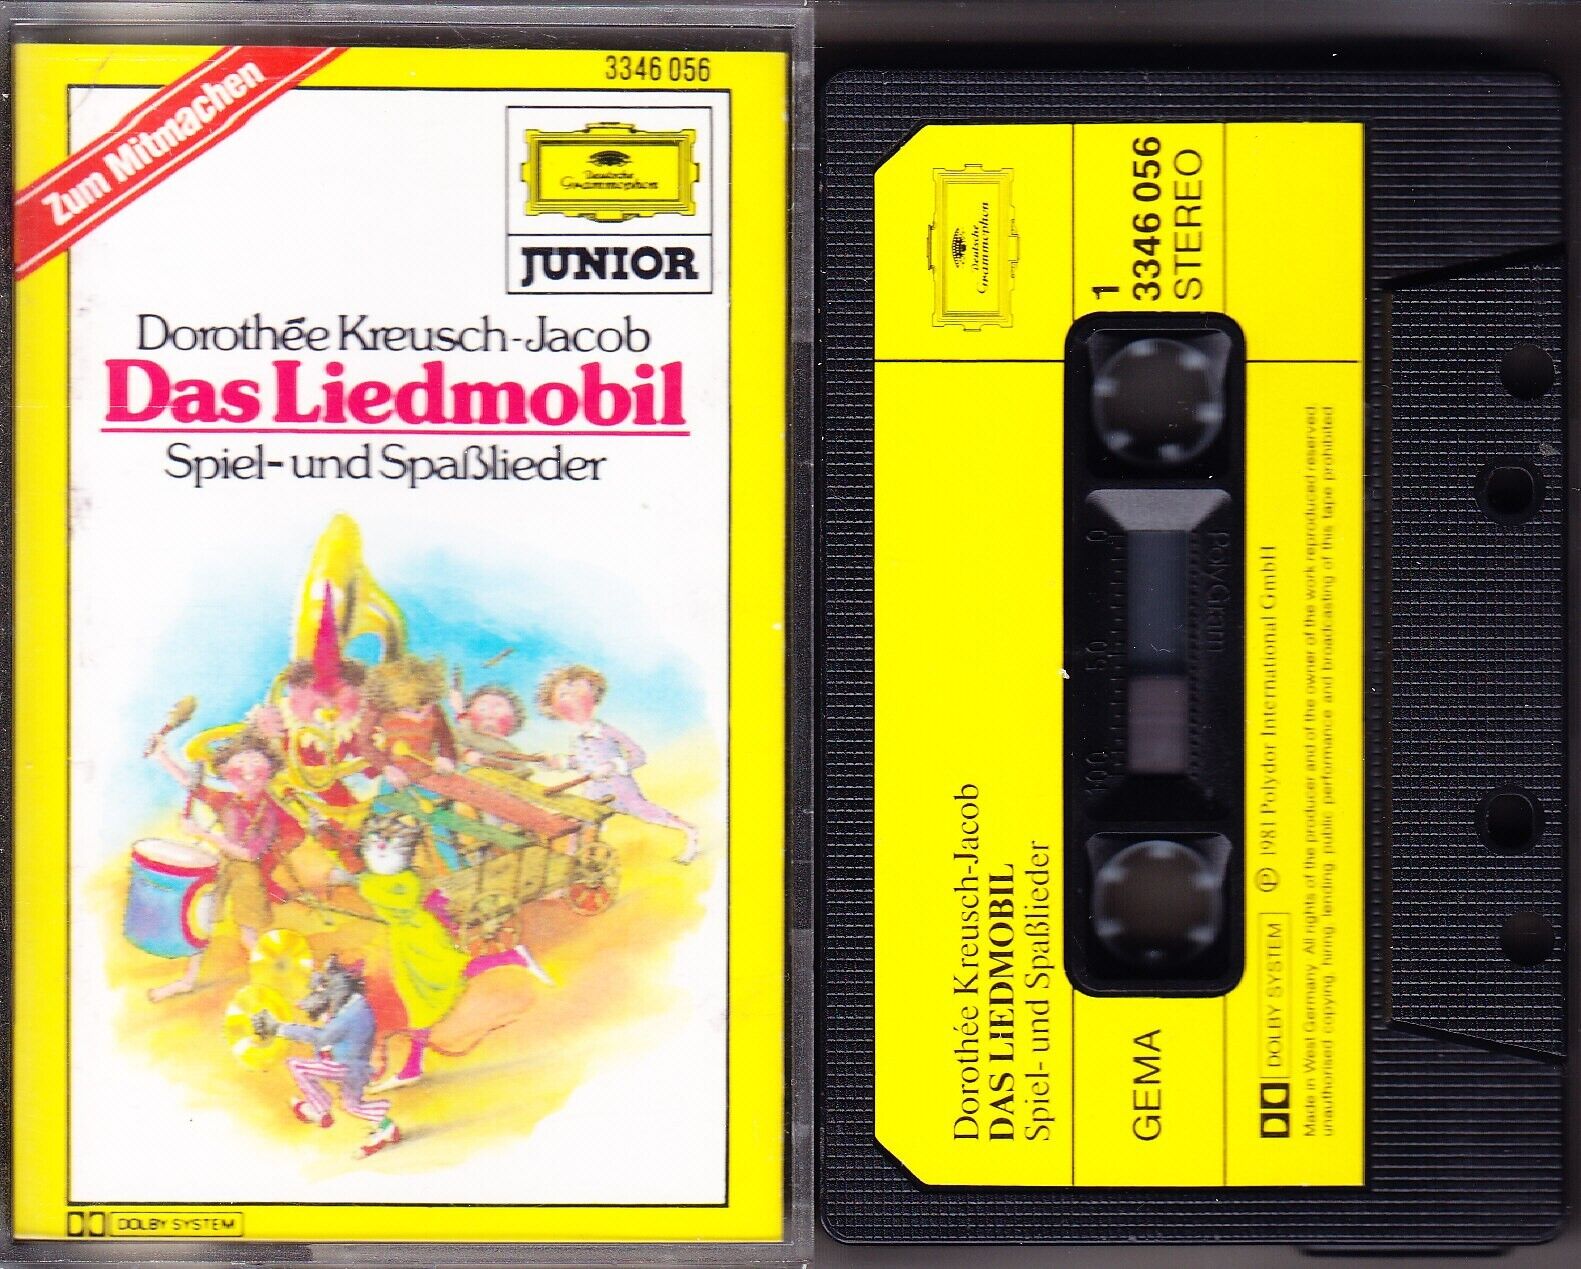 3346 056
Zum Mitmachen
Deutsche
Grammophon
JUNIOR
Dorothée Kreusch-Jacob
Das Liedmobil
Spiel- und Spaßlieder
DOLBY SYSTEM
Deutsche
Grammophon
1
3346 056
STEREO
Dorothée Kreusch-Jacob
DAS LIEDMOBIL
Spiel- und Spaßlieder
0
50
100
PolyGram
GEMA
DOLBY SYSTEM
Ⓟ 1981 Polydor International GmbH
Made in West Germany. All rights of the producer and of the owner of the work reproduced reserved
unauthorised copying, hiring, lending, public performance and broadcasting of this tape prohibited